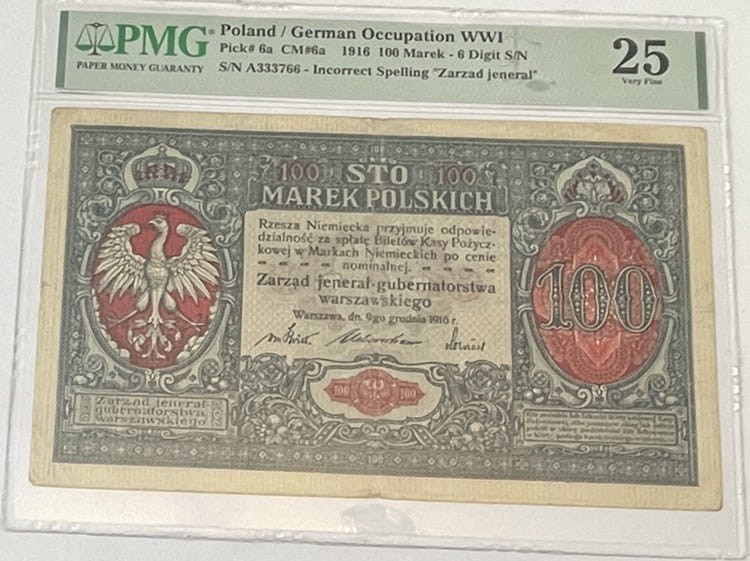 PMG
PAPER MONEY GUARANTY
Poland / German Occupation WWI
Pick# 6a CM#6a 1916 100 Marek - 6 Digit S/N
S/N A333766 - Incorrect Spelling "Zarzad jeneral"
25
Very Fine
100 STO 100
MAREK POLSKICH
Rzesza Niemiecka przyjmuje odpowie-
dzialność za spłatę Biletów Kasy Pożycz-
kowej w Markach Niemieckich po cenie
nominalnej.
Zarząd jenerał-gubernatorstwa
warszawskiego
Warszawa, dn. 9go grudnia 1916 r.
100
100 100
Zarząd jenerał-
gubernatorstwa
warszawskiego
100